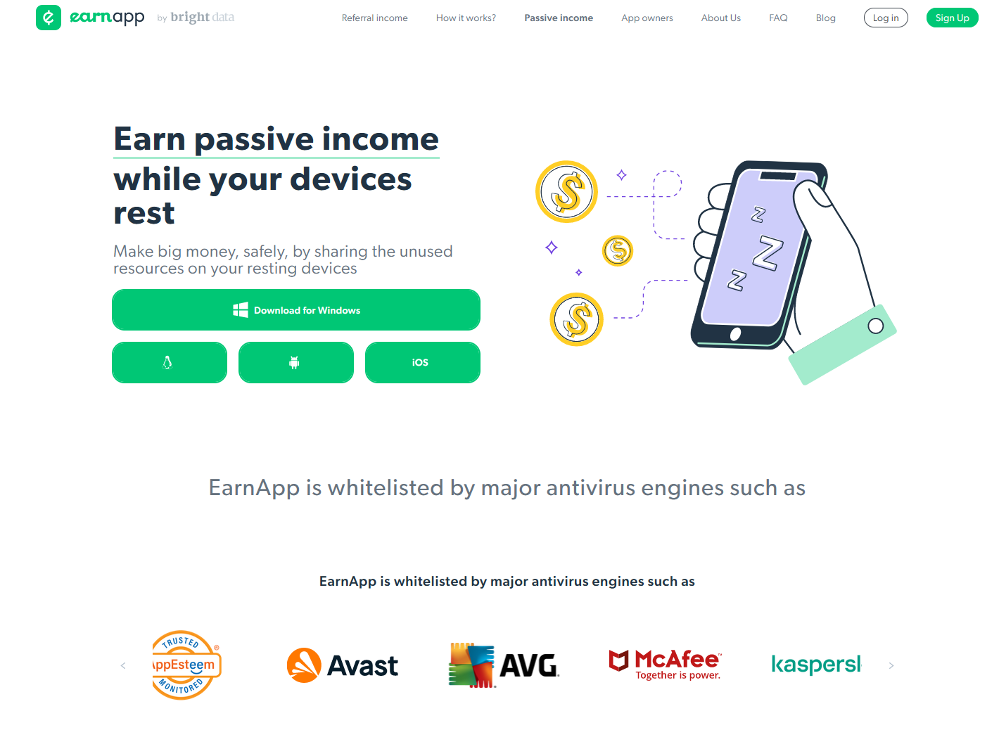 earnapp by bright data
Referral income
How it works?
Passive income
App owners
About Us
FAQ
Blog
Log in
Sign Up
Earn passive income
while your devices
rest
Make big money, safely, by sharing the unused
resources on your resting devices
Download for Windows
iOS
z
Z
z
EarnApp is whitelisted by major antivirus engines such as
EarnApp is whitelisted by major antivirus engines such as
<
TRUSTED
AppEsteem
MONITORED
Avast
AVG
McAfee™
Together is power.
kaspersk
>